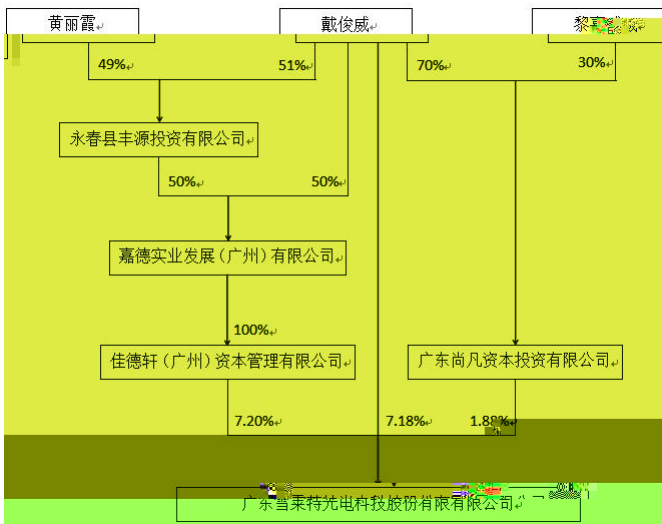 黄丽霞
戴俊威
黎
49%
51%
70%
30%
永春县丰源投资有限公司
50%
50%
嘉德实业发展（广州）有限公司
100%
佳德轩（广州）资本管理有限公司
广东尚凡资本投资有限公司
7.20%
7.18%
1.88%
广东雪莱特光电科技股份有限